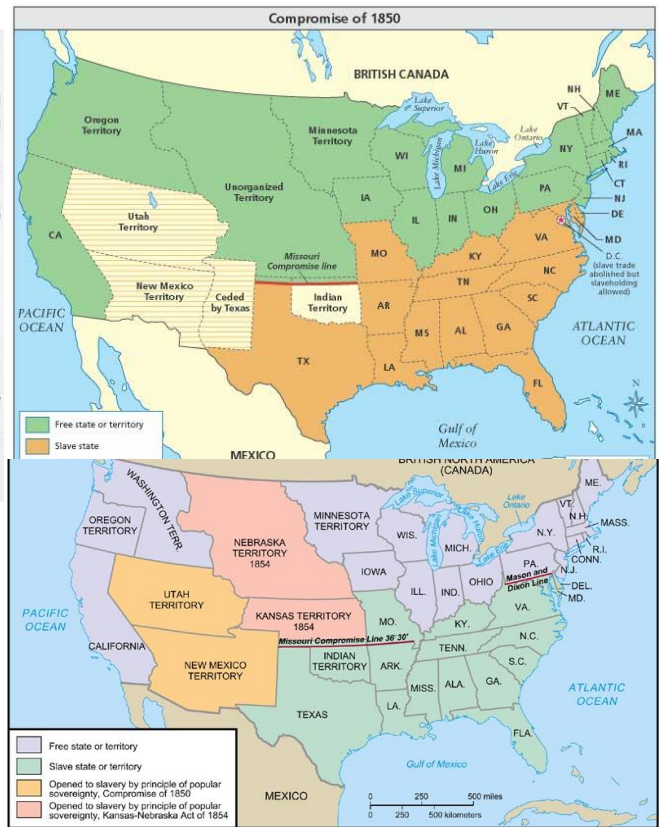 Compromise of 1850
BRITISH CANADA
Lake
Superior
Lake Michigan
Lake
Huron
Lake
Ontario
Lake Erie
NH
VT
ME
MA
NY
RI
CT
NJ
PA
DE
MD
D.C.
(slave trade
abolished but
slaveholding
allowed)
Oregon
Territory
Minnesota
Territory
Unorganized
Territory
WI
MI
IA
IL
IN
OH
Utah
Territory
CA
Missouri
Compromise line
MO
KY
VA
New Mexico
Territory
Ceded
by Texas
Indian
Territory
TN
NC
AR
SC
MS
AL
GA
TX
LA
FL
PACIFIC
OCEAN
ATLANTIC
OCEAN
N
Gulf of
Mexico
MEXICO
Free state or territory
Slave state
BRITISH NORTH AMERICA
(CANADA)
WASHINGTON TERR.
OREGON
TERRITORY
NEBRASKA
TERRITORY
1854
MINNESOTA
TERRITORY
Lake Superior
Lake Michigan
Lake Huron
Lake
Ontario
Lake Erie
ME.
VT.
N.H.
MASS.
N.Y.
R.I.
CONN.
WIS.
MICH.
PA.
N.J.
Mason and
Dixon Line
DEL.
MD.
IOWA
ILL.
IND.
OHIO
UTAH
TERRITORY
KANSAS TERRITORY
1854
MO.
KY.
VA.
Missouri Compromise Line 36°30'
CALIFORNIA
NEW MEXICO
TERRITORY
INDIAN
TERRITORY
ARK.
TENN.
N.C.
S.C.
MISS.
ALA.
GA.
TEXAS
LA.
FLA.
PACIFIC
OCEAN
ATLANTIC
OCEAN
Gulf of Mexico
MEXICO
Free state or territory
Slave state or territory
Opened to slavery by principle of popular
sovereignty, Compromise of 1850
Opened to slavery by principle of popular
sovereignty, Kansas-Nebraska Act of 1854
0 250 500 miles
0 250 500 kilometers